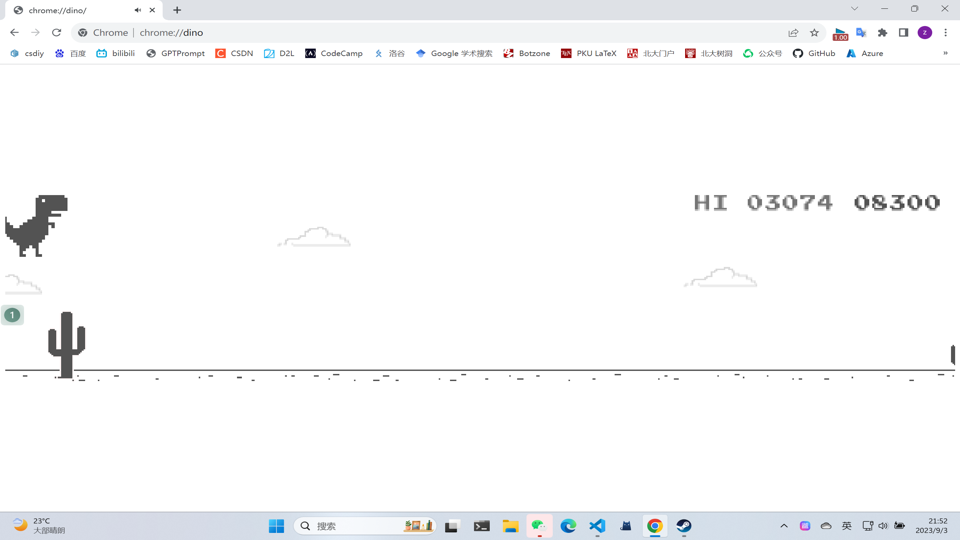 chrome://dino/
Chrome | chrome://dino
1.00
z
csdiy 百度 bilibili GPTPrompt CSDN D2L CodeCamp 洛谷 Google 学术搜索 Botzone PKU LaTeX 北大门户 北大树洞 公众号 GitHub Azure »
HI 03074 08300
1
23°C
大部晴朗
搜索
英
21:52
2023/9/3